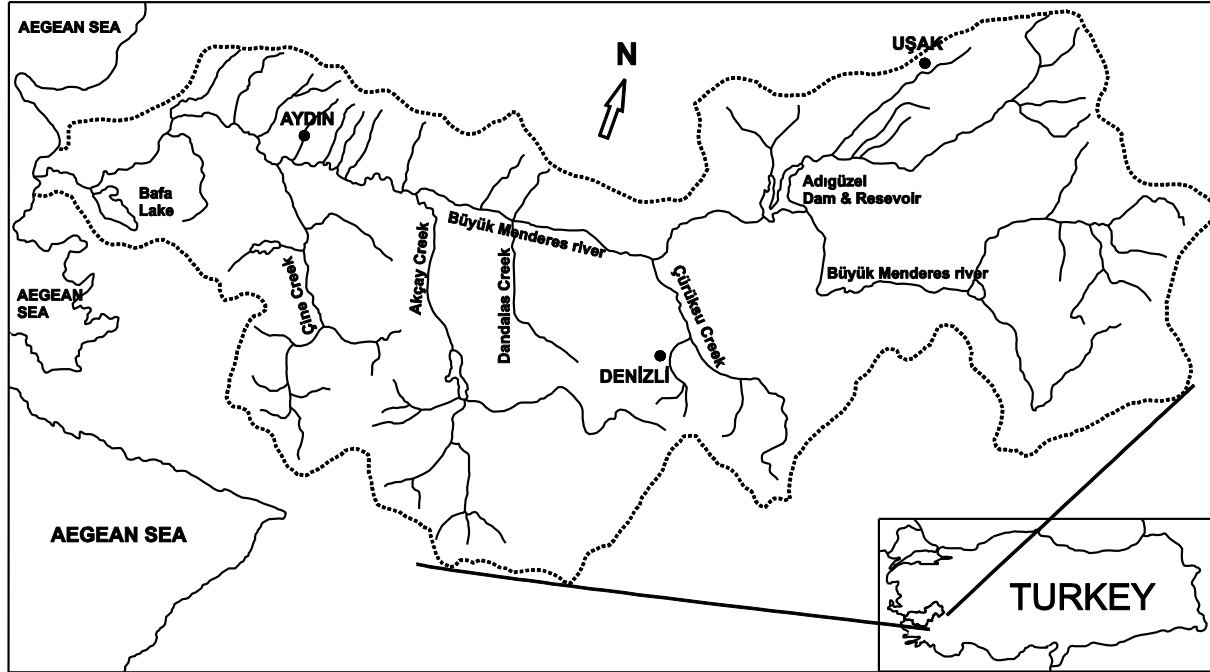 AEGEAN SEA
N
UŞAK
AYDIN
Bafa
Lake
Adıgüzel
Dam & Resevoir
Büyük Menderes river
Büyük Menderes river
AEGEAN
SEA
Çine Creek
Akçay Creek
Dandalas Creek
Çürüksu Creek
DENİZLİ
AEGEAN SEA
TURKEY